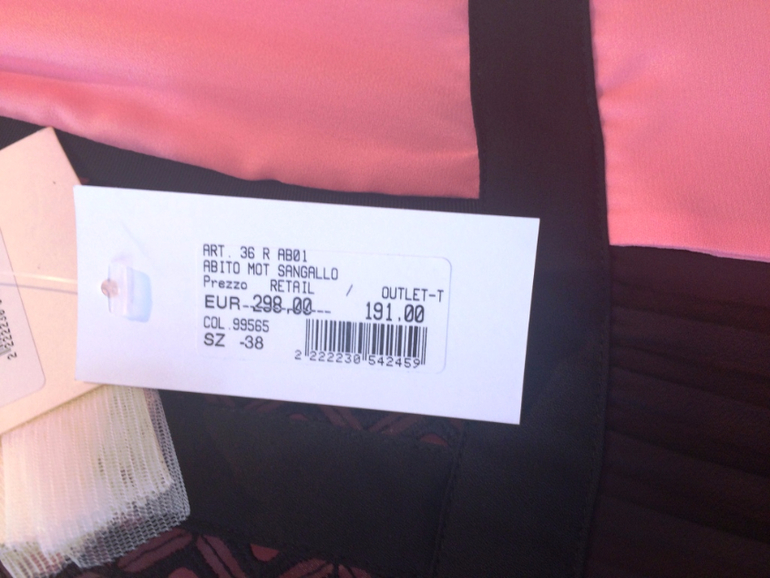 ART. 36 R AB01
ABITO MOT SANGALLO
Prezzo RETAIL / OUTLET-T
EUR--298,00--- 191.00
COL.99565
SZ -38
2 222230 542459